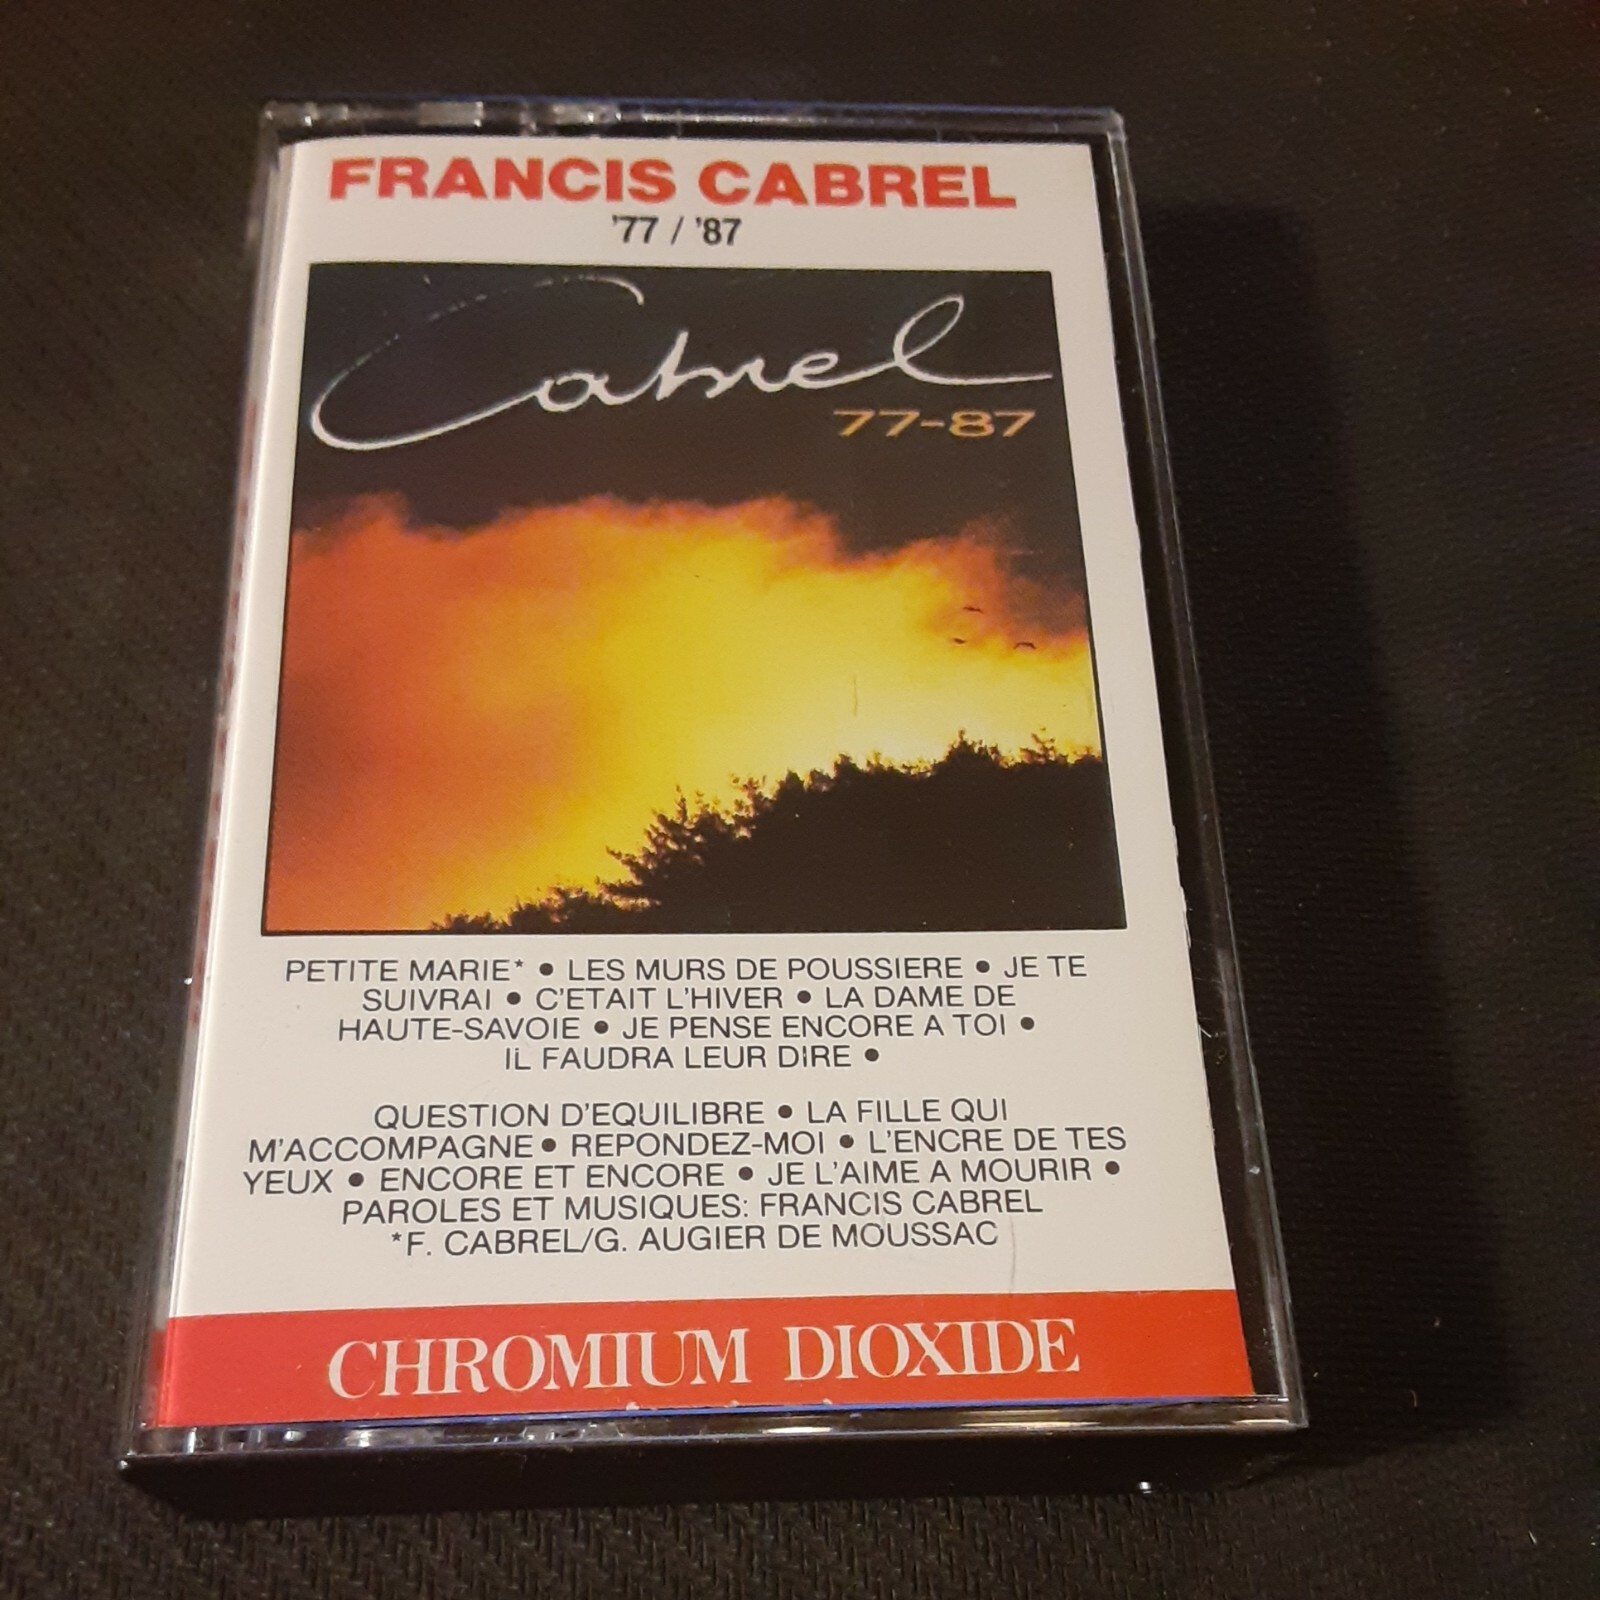 FRANCIS CABREL
'77 / '87
Cabrel
77-87
PETITE MARIE* • LES MURS DE POUSSIERE • JE TE
SUIVRAI • C'ETAIT L'HIVER • LA DAME DE
HAUTE-SAVOIE • JE PENSE ENCORE A TOI •
IL FAUDRA LEUR DIRE •
QUESTION D'EQUILIBRE • LA FILLE QUI
M'ACCOMPAGNE • REPONDEZ-MOI • L'ENCRE DE TES
YEUX • ENCORE ET ENCORE • JE L'AIME A MOURIR •
PAROLES ET MUSIQUES: FRANCIS CABREL
*F. CABREL/G. AUGIER DE MOUSSAC
CHROMIUM DIOXIDE